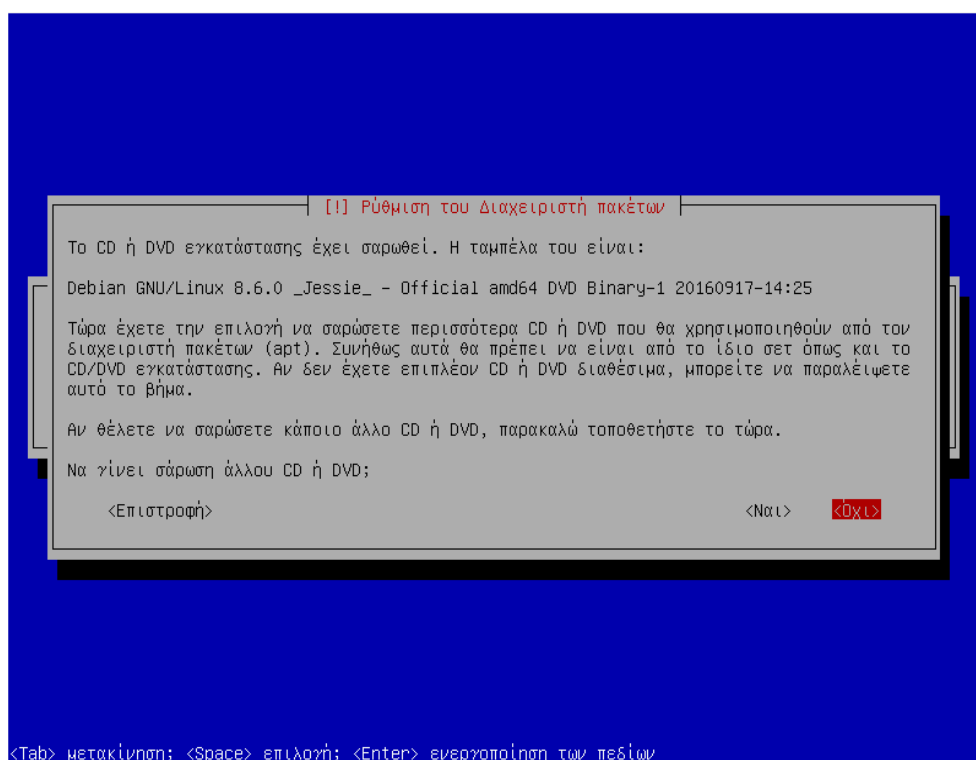 [!] Ρύθμιση του Διαχειριστή πακέτων
Το CD ή DVD εγκατάστασης έχει σαρωθεί. Η ταμπέλα του είναι:
Debian GNU/Linux 8.6.0 _Jessie_ - Official amd64 DVD Binary-1 20160917-14:25
Τώρα έχετε την επιλογή να σαρώσετε περισσότερα CD ή DVD που θα χρησιμοποιηθούν από τον
διαχειριστή πακέτων (apt). Συνήθως αυτά θα πρέπει να είναι από το ίδιο σετ όπως και το
CD/DVD εγκατάστασης. Αν δεν έχετε επιπλέον CD ή DVD διαθέσιμα, μπορείτε να παραλέιψετε
αυτό το βήμα.
Αν θέλετε να σαρώσετε κάποιο άλλο CD ή DVD, παρακαλώ τοποθετήστε το τώρα.
Να γίνει σάρωση άλλου CD ή DVD;
<Επιστροφή> <Ναι> <Όχι>
<Tab> μετακίνηση; <Space> επιλογή; <Enter> ενεργοποίηση των πεδίων